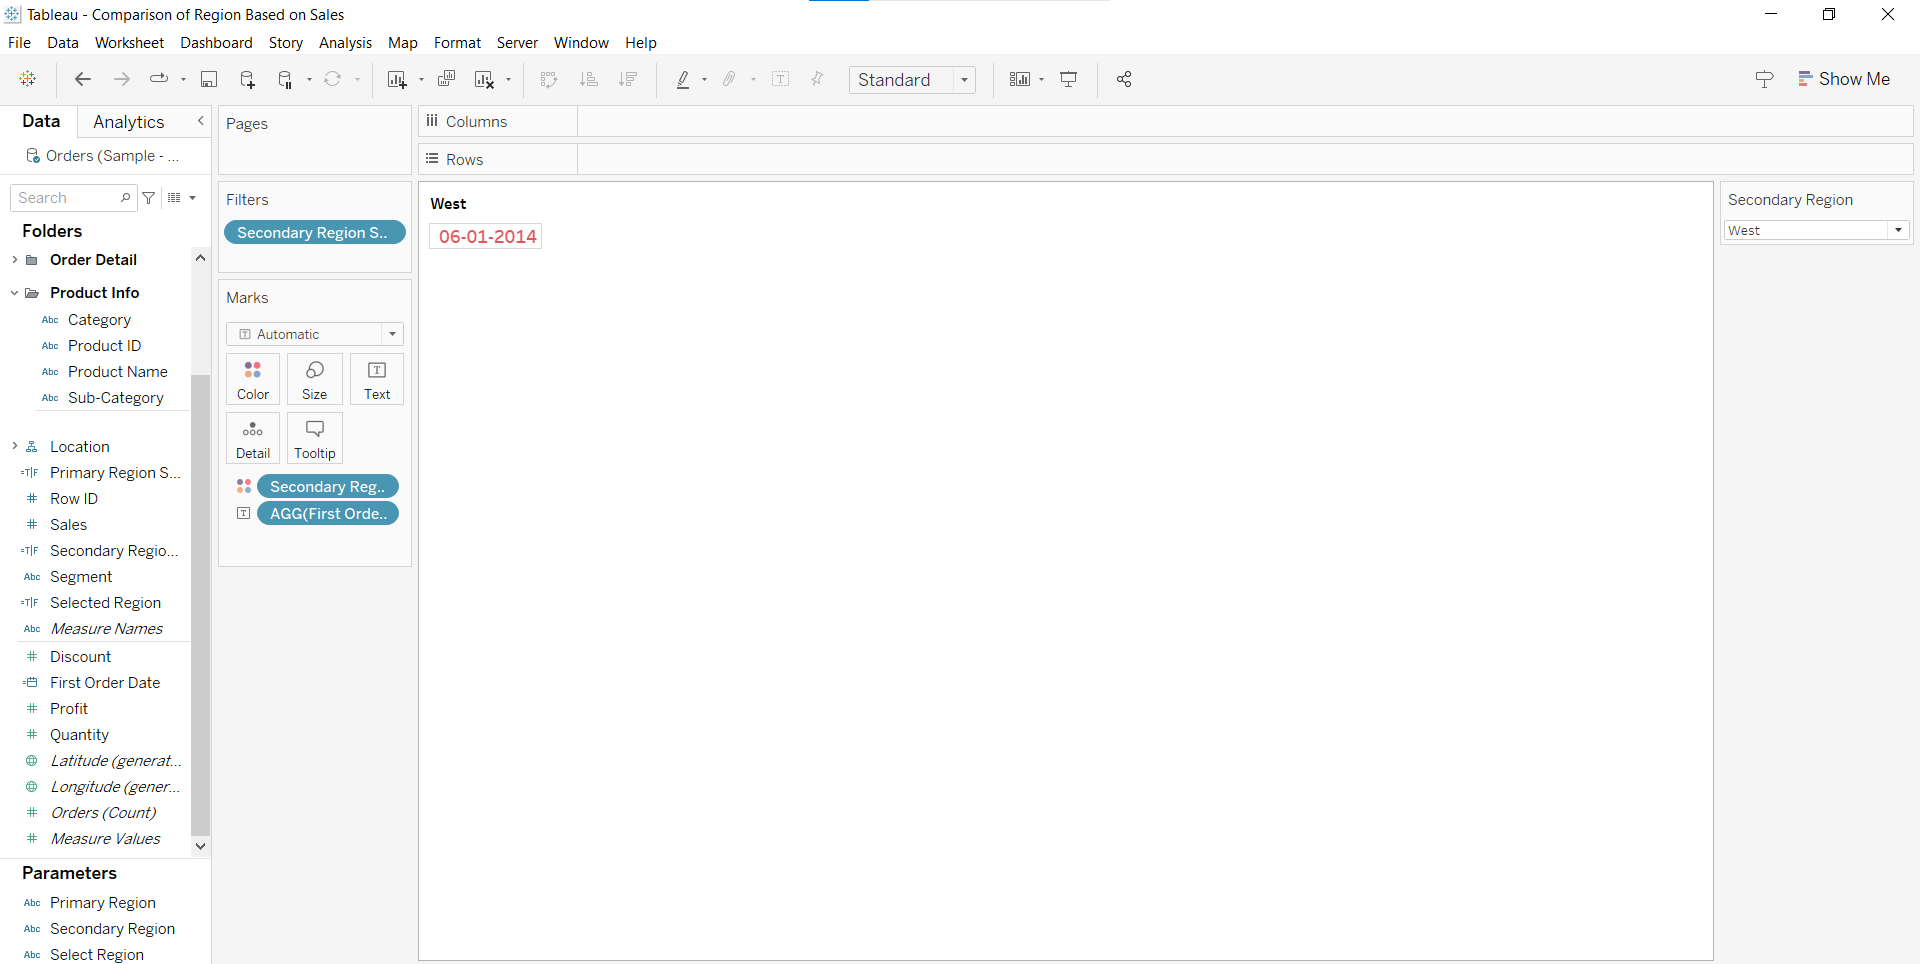 Tableau - Comparison of Region Based on Sales
File Data Worksheet Dashboard Story Analysis Map Format Server Window Help
Standard
Show Me
Data
Analytics
Orders (Sample - ...
Search
Folders
Order Detail
Product Info
Abc Category
Abc Product ID
Abc Product Name
Abc Sub-Category
Location
=T|F Primary Region S...
# Row ID
# Sales
=T|F Secondary Regio...
Abc Segment
=T|F Selected Region
Abc Measure Names
# Discount
First Order Date
# Profit
# Quantity
Latitude (generat...
Longitude (gener...
# Orders (Count)
# Measure Values
Parameters
Abc Primary Region
Abc Secondary Region
Abc Select Region
Pages
Filters
Secondary Region S..
Marks
T Automatic
Color
Size
T Text
Detail
Tooltip
Secondary Reg..
T AGG(First Orde..
Columns
Rows
West
06-01-2014
Secondary Region
West